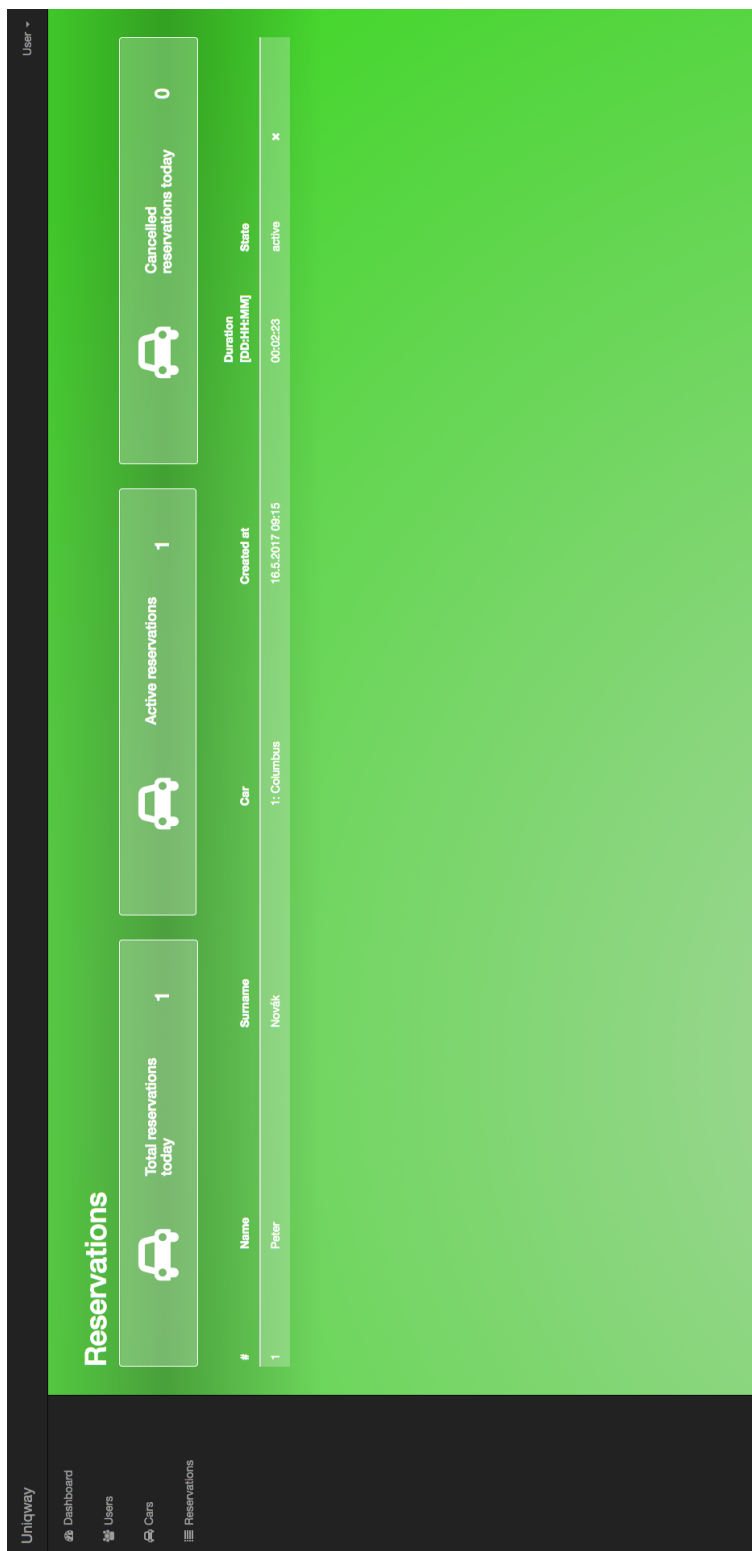 Uniqway
User
Dashboard
Users
Cars
Reservations
Reservations
Total reservations
today
1
Active reservations
1
Cancelled
reservations today
0
# Name Surname Car Created at Duration
[DD:HH:MM] State
1 Peter Novák 1: Columbus 16.5.2017 09:15 00:02:23 active ×